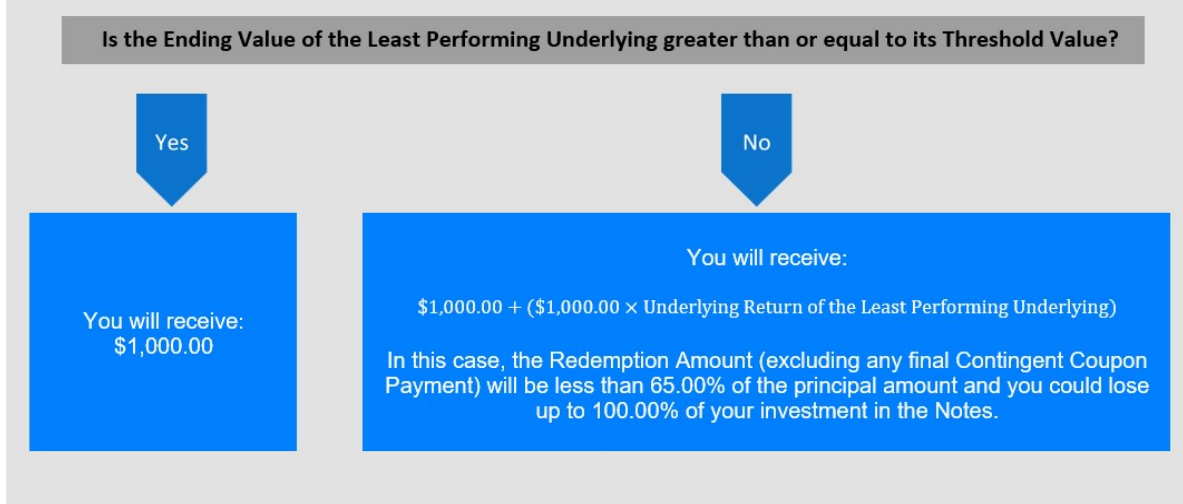 Is the Ending Value of the Least Performing Underlying greater than or equal to its Threshold Value?
Yes
No
You will receive:
$1,000.00
You will receive:
$1,000.00 + ($1,000.00 × Underlying Return of the Least Performing Underlying)
In this case, the Redemption Amount (excluding any final Contingent Coupon
Payment) will be less than 65.00% of the principal amount and you could lose
up to 100.00% of your investment in the Notes.